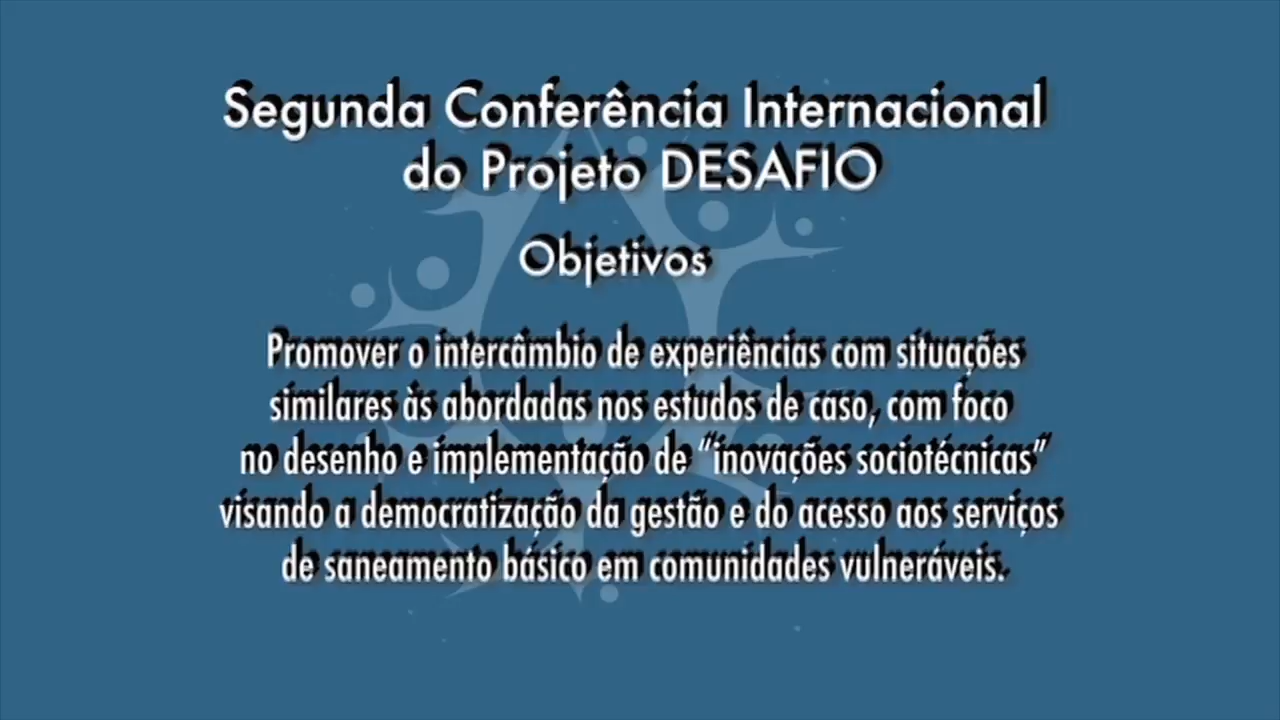 Segunda Conferência Internacional
do Projeto DESAFIO
Objetivos
Promover o intercâmbio de experiências com situações
similares às abordadas nos estudos de caso, com foco
no desenho e implementação de “inovações sociotécnicas”
visando a democratização da gestão e do acesso aos serviços
de saneamento básico em comunidades vulneráveis.